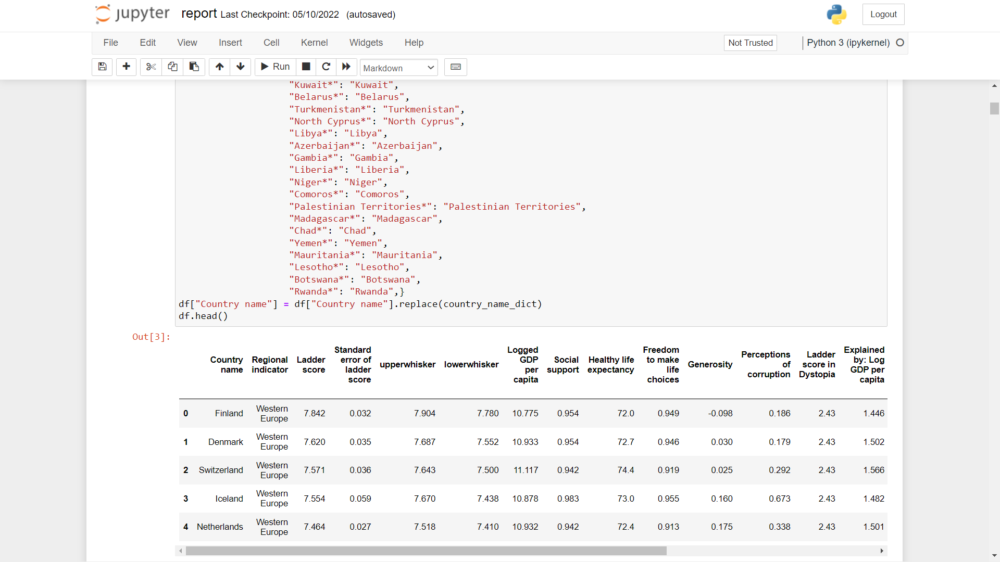 jupyter report Last Checkpoint: 05/10/2022 (autosaved) Logout
File Edit View Insert Cell Kernel Widgets Help Not Trusted Python 3 (ipykernel)
Run Markdown
"Kuwait*": "Kuwait",
"Belarus*": "Belarus",
"Turkmenistan*": "Turkmenistan",
"North Cyprus*": "North Cyprus",
"Libya*": "Libya",
"Azerbaijan*": "Azerbaijan",
"Gambia*": "Gambia",
"Liberia*": "Liberia",
"Niger*": "Niger",
"Comoros*": "Comoros",
"Palestinian Territories*": "Palestinian Territories",
"Madagascar*": "Madagascar",
"Chad*": "Chad",
"Yemen*": "Yemen",
"Mauritania*": "Mauritania",
"Lesotho*": "Lesotho",
"Botswana*": "Botswana",
"Rwanda*": "Rwanda",}
df["Country name"] = df["Country name"].replace(country_name_dict)
df.head()
Out[3]:
Country name Regional indicator Ladder score Standard error of ladder score upperwhisker lowerwhisker Logged GDP per capita Social support Healthy life expectancy Freedom to make life choices Generosity Perceptions of corruption Ladder score in Dystopia Explained by: Log GDP per capita
0 Finland Western Europe 7.842 0.032 7.904 7.780 10.775 0.954 72.0 0.949 -0.098 0.186 2.43 1.446
1 Denmark Western Europe 7.620 0.035 7.687 7.552 10.933 0.954 72.7 0.946 0.030 0.179 2.43 1.502
2 Switzerland Western Europe 7.571 0.036 7.643 7.500 11.117 0.942 74.4 0.919 0.025 0.292 2.43 1.566
3 Iceland Western Europe 7.554 0.059 7.670 7.438 10.878 0.983 73.0 0.955 0.160 0.673 2.43 1.482
4 Netherlands Western Europe 7.464 0.027 7.518 7.410 10.932 0.942 72.4 0.913 0.175 0.338 2.43 1.501